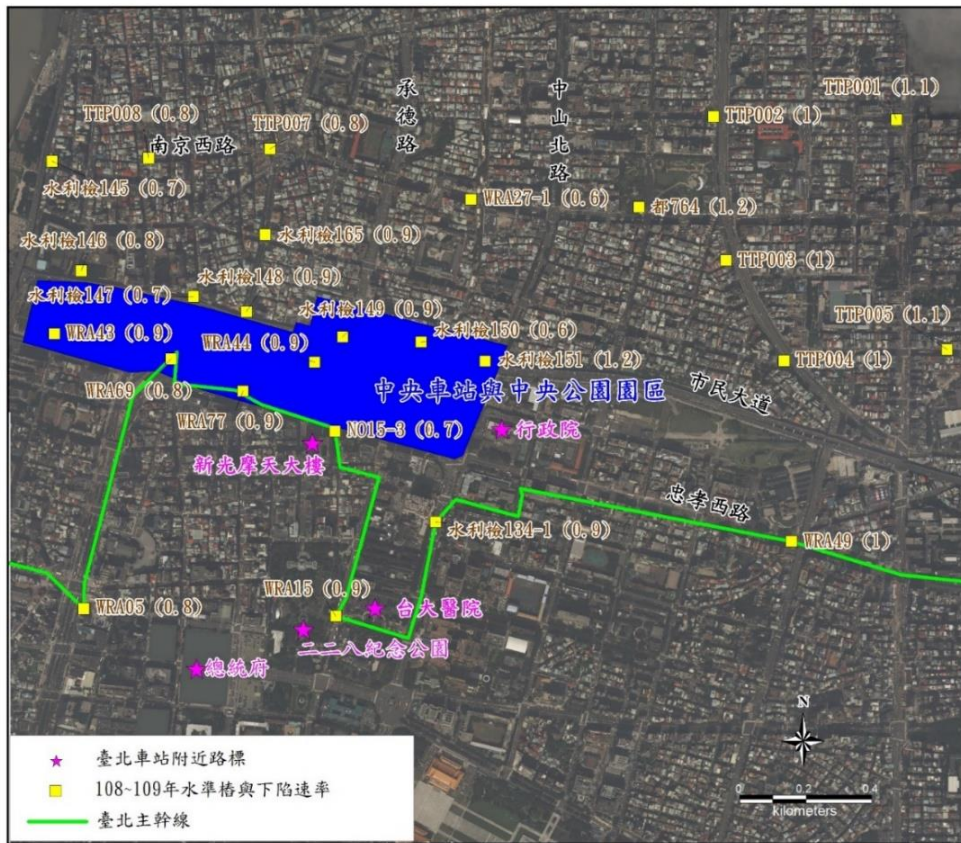 承德路
中山北路
TTP001 (1.1)
TTP008 (0.8)
TTP002 (1)
南京西路
TTP007 (0.8)
水利檢145 (0.7)
WRA27-1 (0.6)
都764 (1.2)
水利檢146 (0.8)
水利檢165 (0.9)
TTP003 (1)
水利檢147 (0.7)
水利檢148 (0.9)
水利檢149 (0.9)
TTP005 (1.1)
WRA43 (0.9)
WRA44 (0.9)
水利檢150 (0.6)
水利檢151 (1.2)
TTP004 (1)
WRA69 (0.8)
中央車站與中央公園園區
市民大道
WRA77 (0.9)
NO15-3 (0.7)
行政院
新光摩天大樓
忠孝西路
水利檢134-1 (0.9)
WRA49 (1)
WRA15 (0.9)
WRA05 (0.8)
台大醫院
二二八紀念公園
總統府
N
臺北車站附近路標
108~109年水準樁與下陷速率
臺北主幹線
0 0.2 0.4
kilometers